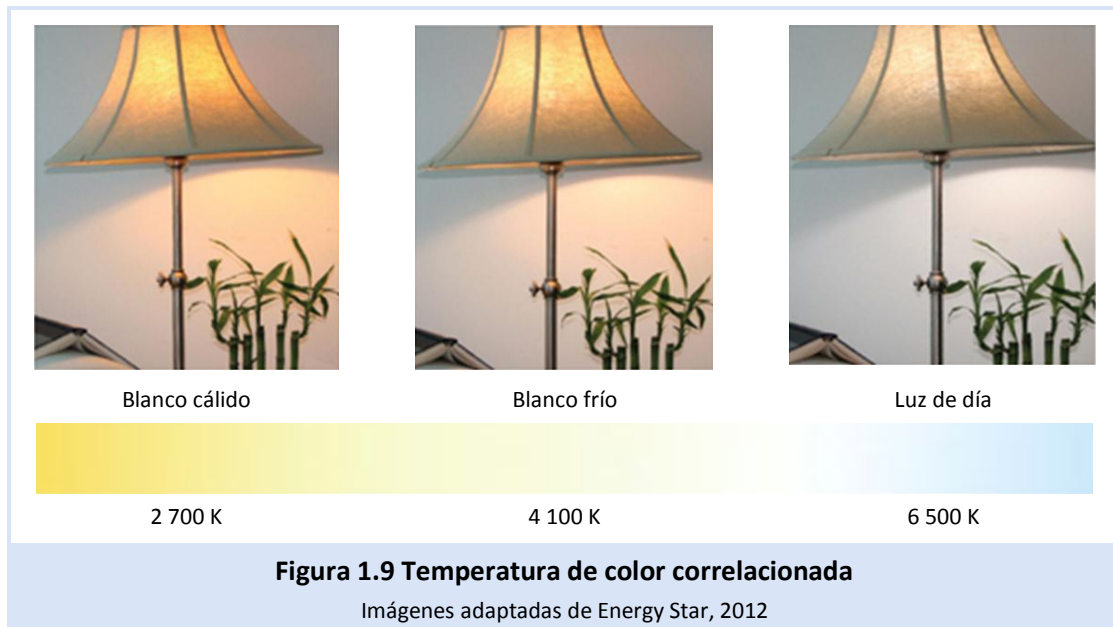 Blanco cálido
Blanco frío
Luz de día
2 700 K
4 100 K
6 500 K
Figura 1.9 Temperatura de color correlacionada
Imágenes adaptadas de Energy Star, 2012